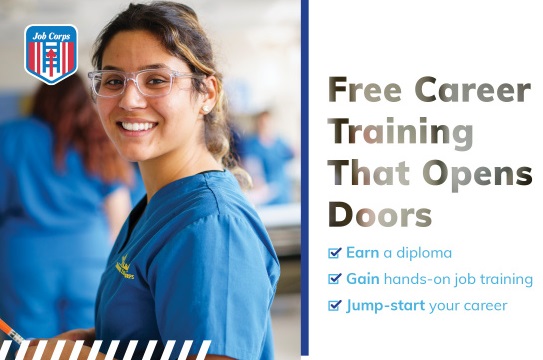 Job Corps
Free Career
Training
That Opens
Doors
Earn a diploma
Gain hands-on job training
Jump-start your career